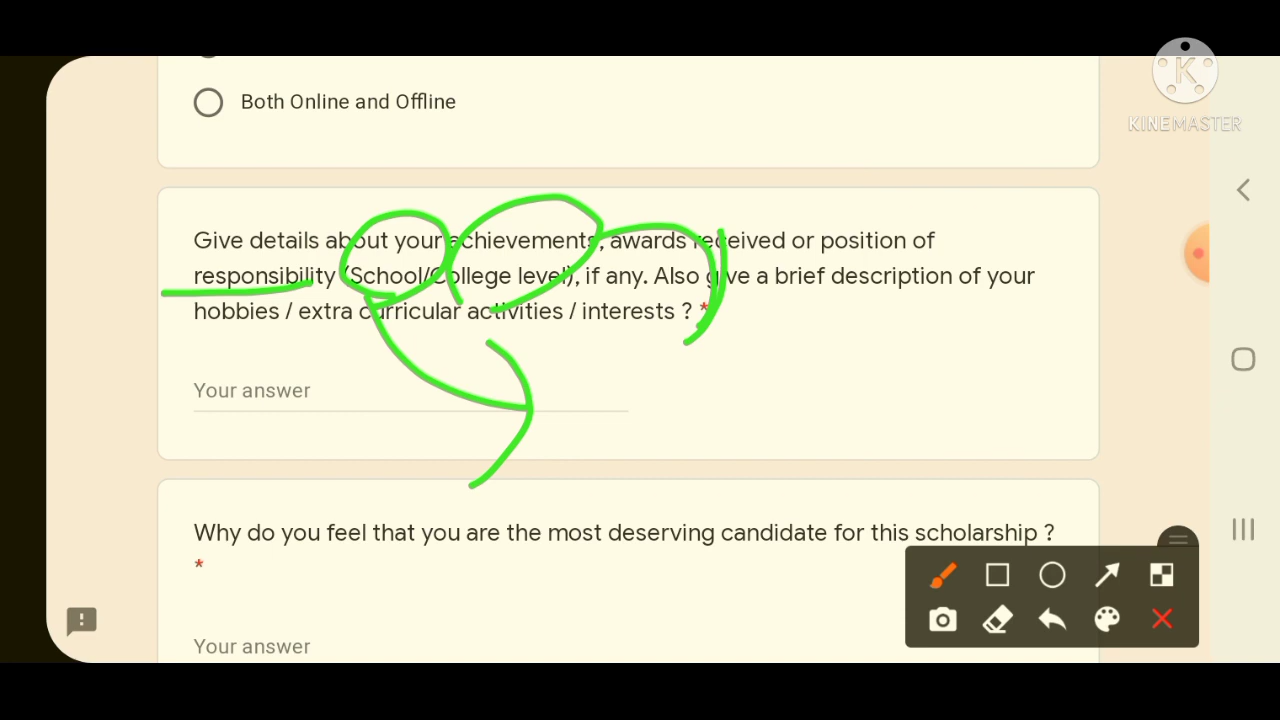 Both Online and Offline
KINEMASTER
Give details about your achievements, awards received or position of
responsibility (School/College level), if any. Also give a brief description of your
hobbies / extra curricular activities / interests ? *
Your answer
Why do you feel that you are the most deserving candidate for this scholarship ?
*
Your answer